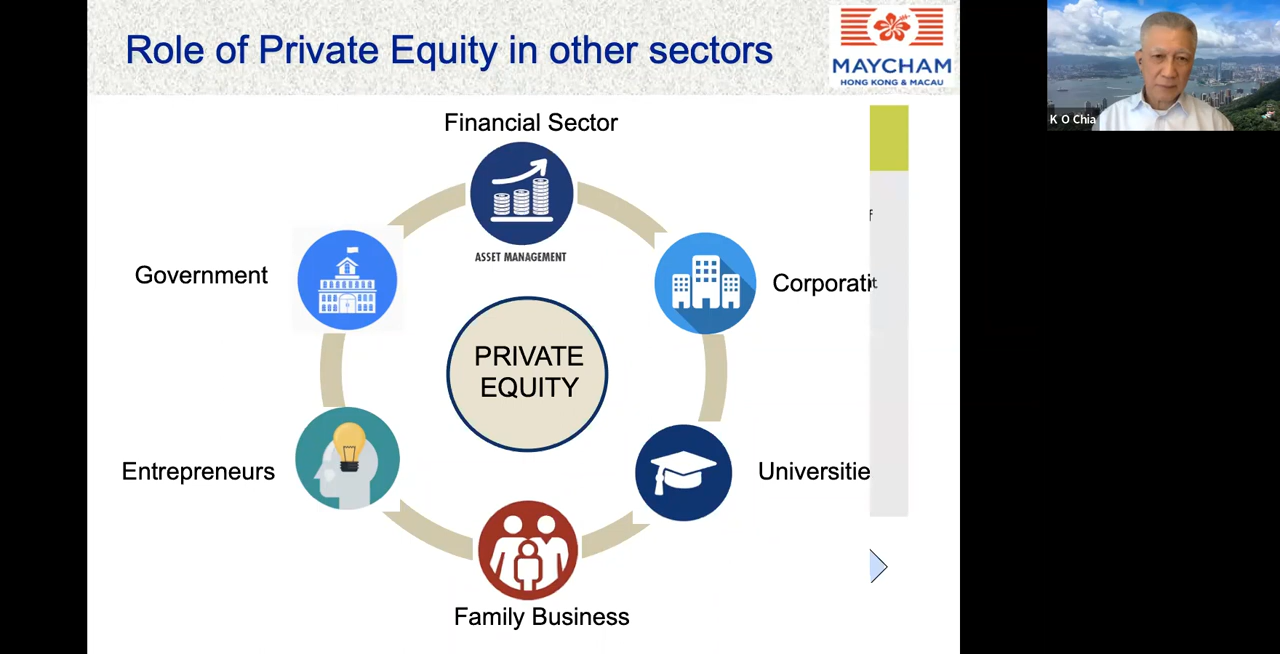 Role of Private Equity in other sectors
MAYCHAM
HONG KONG & MACAU
K O Chia
Financial Sector
ASSET MANAGEMENT
Government
Corporati
PRIVATE
EQUITY
Entrepreneurs
Universitie
Family Business